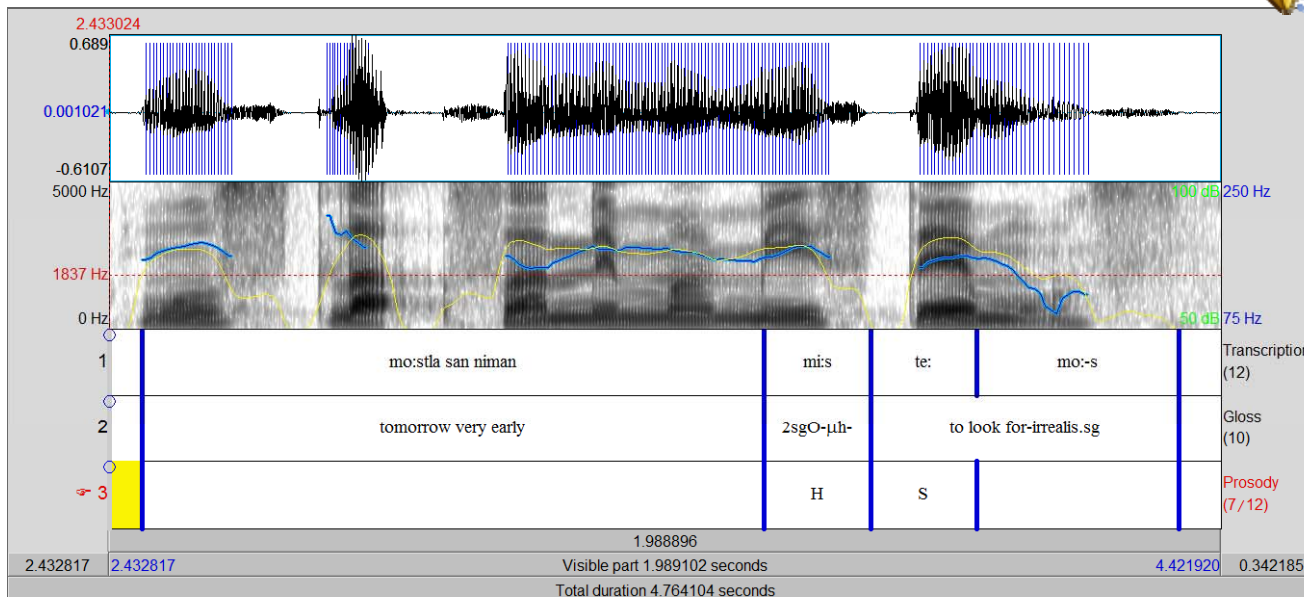 2.433024
0.689
0.001021
-0.6107
5000 Hz 100 dB 250 Hz
1837 Hz
0 Hz 50 dB 75 Hz
1 mo:stla san niman mi:s te: mo:-s Transcription
(12)
2 tomorrow very early 2sgO-μh- to look for-irrealis.sg Gloss
(10)
☞ 3 H S Prosody
(7/12)
1.988896
2.432817 2.432817 Visible part 1.989102 seconds 4.421920 0.342185
Total duration 4.764104 seconds